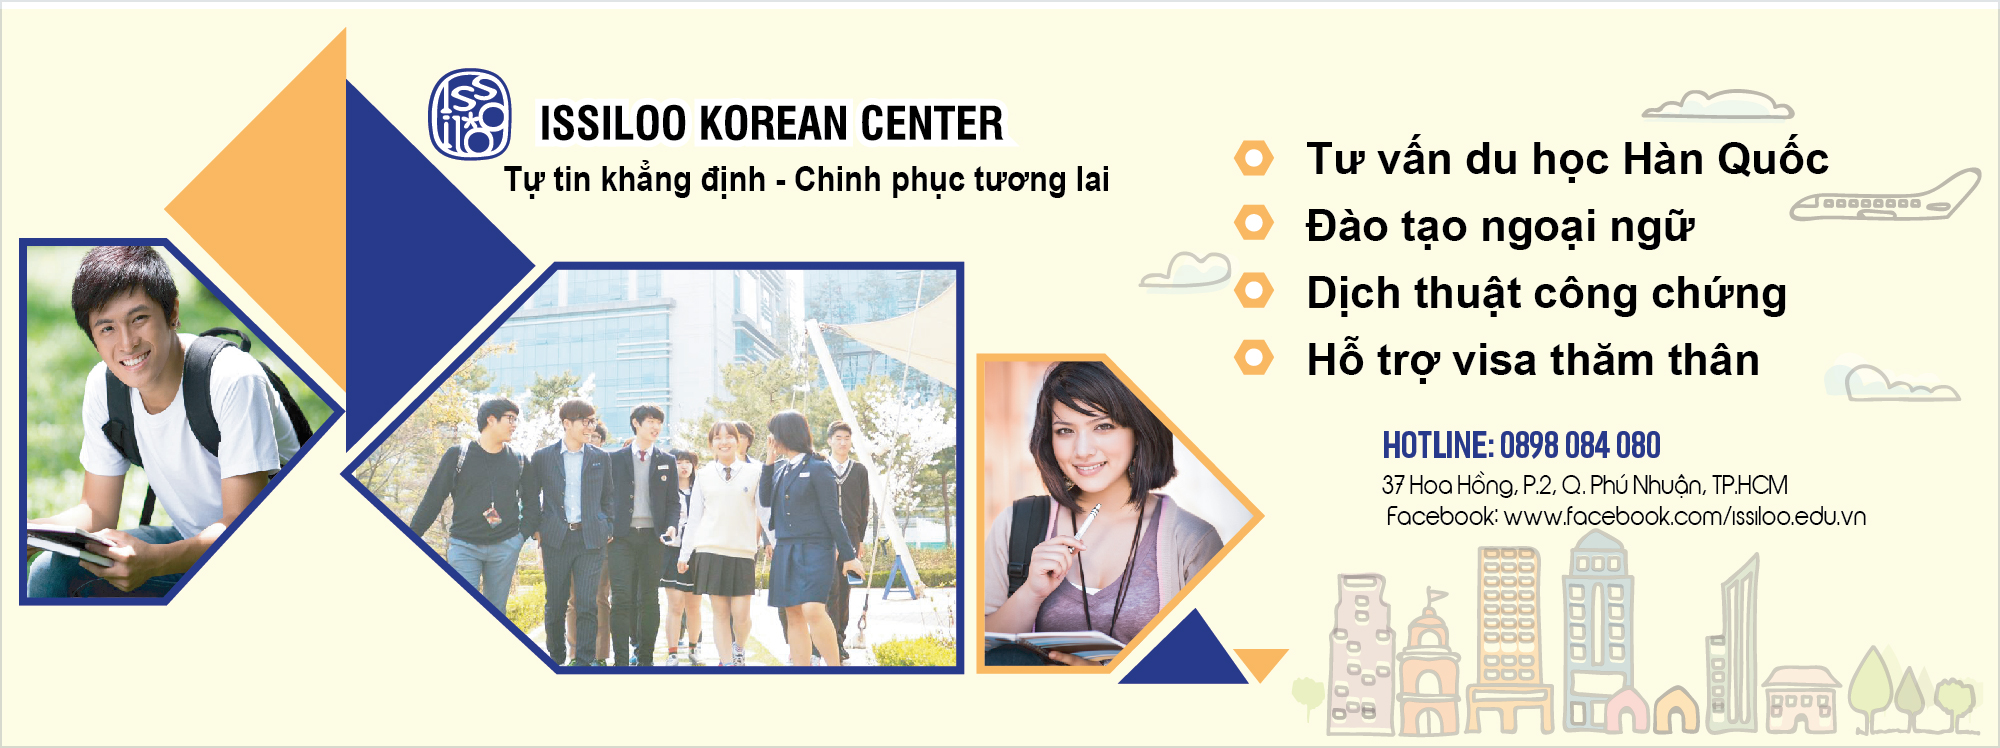 Iss
iloo
ISSILOO KOREAN CENTER
Tự tin khẳng định - Chinh phục tương lai
Tư vấn du học Hàn Quốc
Đào tạo ngoại ngữ
Dịch thuật công chứng
Hỗ trợ visa thăm thân
HOTLINE: 0898 084 080
37 Hoa Hồng, P.2, Q. Phú Nhuận, TP.HCM
Facebook: www.facebook.com/issiloo.edu.vn